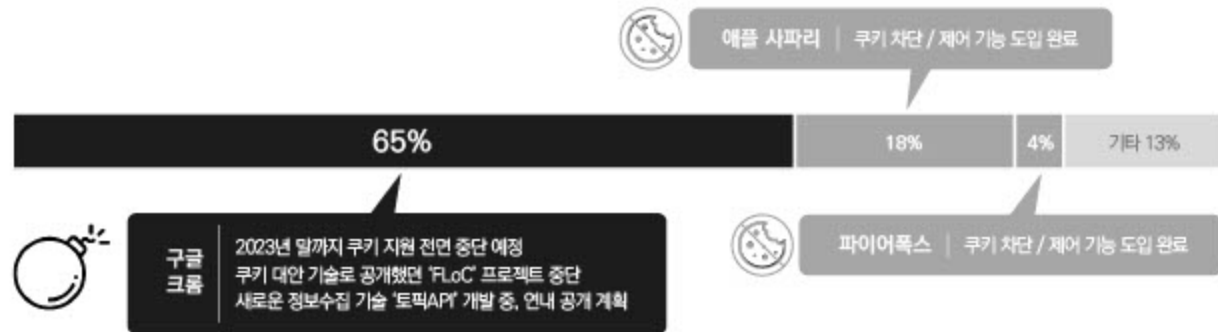 애플 사파리 | 쿠키 차단 / 제어 기능 도입 완료
65%
18%
4%
기타 13%
구글
크롬
2023년 말까지 쿠키 지원 전면 중단 예정
쿠키 대안 기술로 공개했던 'FLoC' 프로젝트 중단
새로운 정보수집 기술 '토픽API' 개발 중, 연내 공개 계획
파이어폭스 | 쿠키 차단 / 제어 기능 도입 완료